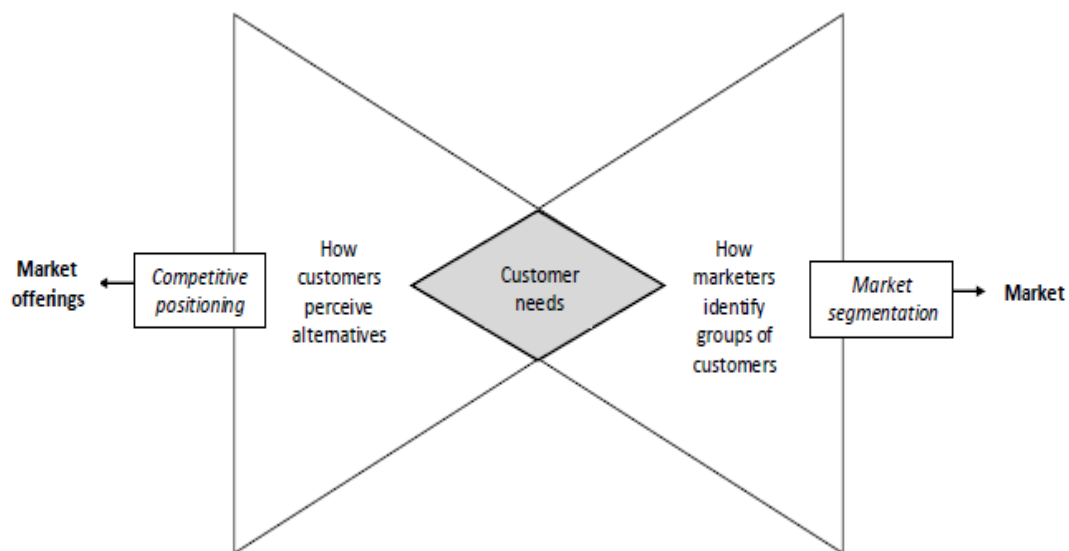 Market
offerings
Competitive
positioning
How
customers
perceive
alternatives
Customer
needs
How
marketers
identify
groups of
customers
Market
segmentation
Market